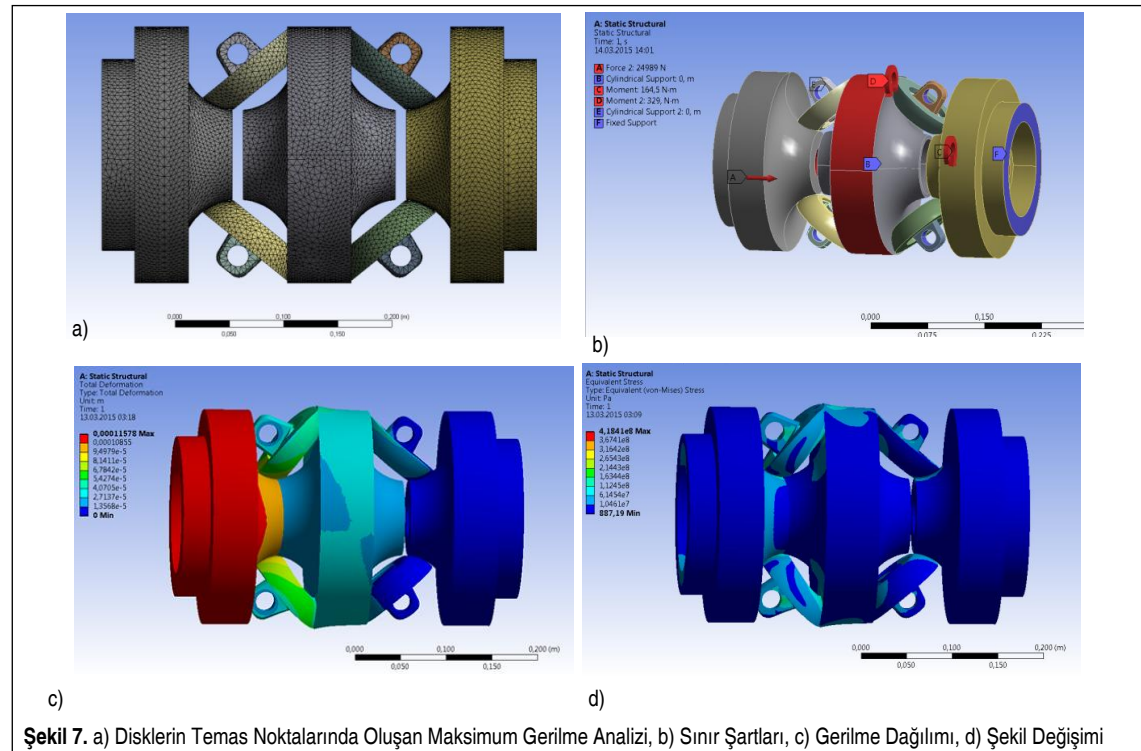 0,000
0,100
0,200 (m)
0,050
0,150
a)
A: Static Structural
Static Structural
Time: 1, s
14.03.2015 14:01
A Force 2: 24989 N
B Cylindrical Support: 0, m
C Moment: 164,5 N·m
D Moment 2: 329, N·m
E Cylindrical Support 2: 0, m
F Fixed Support
E
D
C
F
B
A
0,000
0,150
0,075
0,225
b)
A: Static Structural
Total Deformation
Type: Total Deformation
Unit: m
Time: 1
13.03.2015 03:18
0,00011578 Max
0,00010855
9,4979e-5
8,1411e-5
6,7842e-5
5,4274e-5
4,0705e-5
2,7137e-5
1,3568e-5
0 Min
0,000
0,100
0,200 (m)
0,050
0,150
c)
A: Static Structural
Equivalent Stress
Type: Equivalent (von-Mises) Stress
Unit: Pa
Time: 1
13.03.2015 03:09
4,1841e8 Max
3,6741e8
3,1642e8
2,6543e8
2,1443e8
1,6344e8
1,1245e8
6,1454e7
1,0461e7
887,19 Min
0,000
0,100
0,200 (m)
0,050
0,150
d)
Şekil 7. a) Disklerin Temas Noktalarında Oluşan Maksimum Gerilme Analizi, b) Sınır Şartları, c) Gerilme Dağılımı, d) Şekil Değişimi